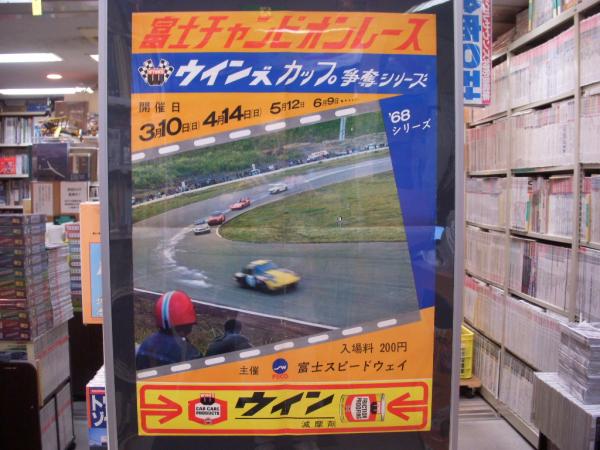 富士チャンピオンレース
ウインズ カップ 争奪シリーズ
開催日
3月10日(日) 4月14日(日) 5月12日 6月9日
'68
シリーズ
入場料 200円
主催 FISCO 富士スピードウェイ
CAR CARE
PRODUCTS
ウイン
減摩剤
FRICTION
PROOFING